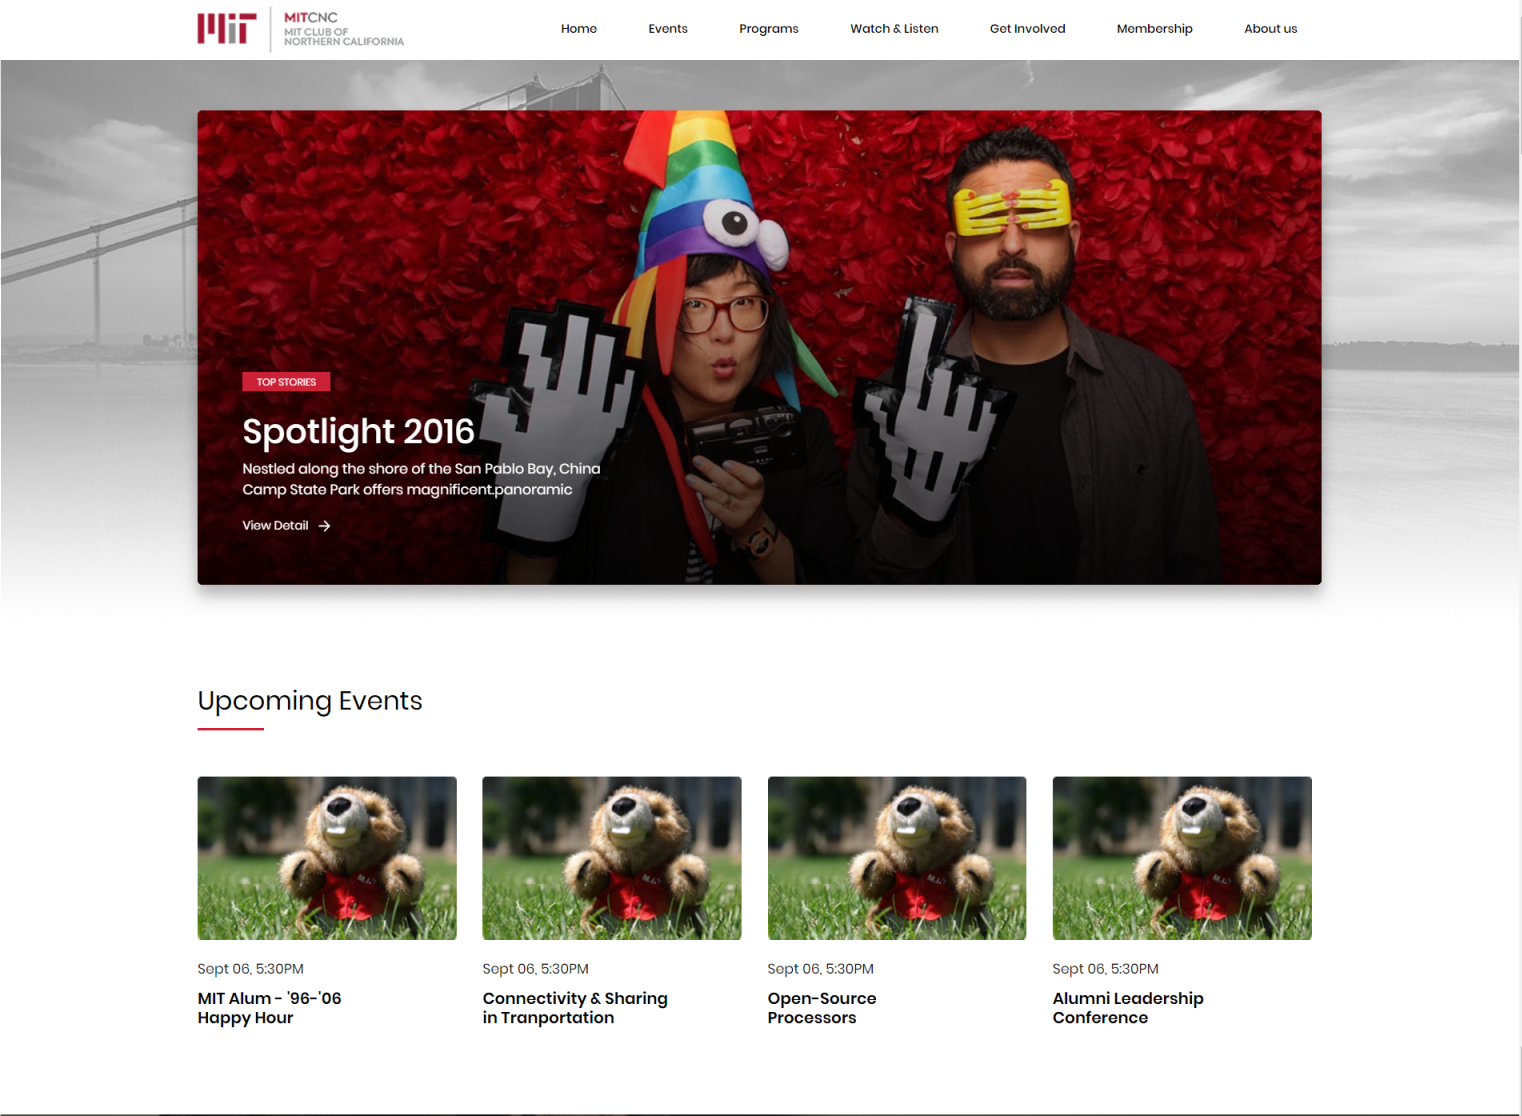 MIT
MITCNC
MIT CLUB OF
NORTHERN CALIFORNIA
Home
Events
Programs
Watch & Listen
Get Involved
Membership
About us
TOP STORIES
Spotlight 2016
Nestled along the shore of the San Pablo Bay, China
Camp State Park offers magnificent.panoramic
View Detail →
Upcoming Events
Sept 06, 5:30PM
MIT Alum - '96-'06
Happy Hour
Sept 06, 5:30PM
Connectivity & Sharing
in Tranportation
Sept 06, 5:30PM
Open-Source
Processors
Sept 06, 5:30PM
Alumni Leadership
Conference